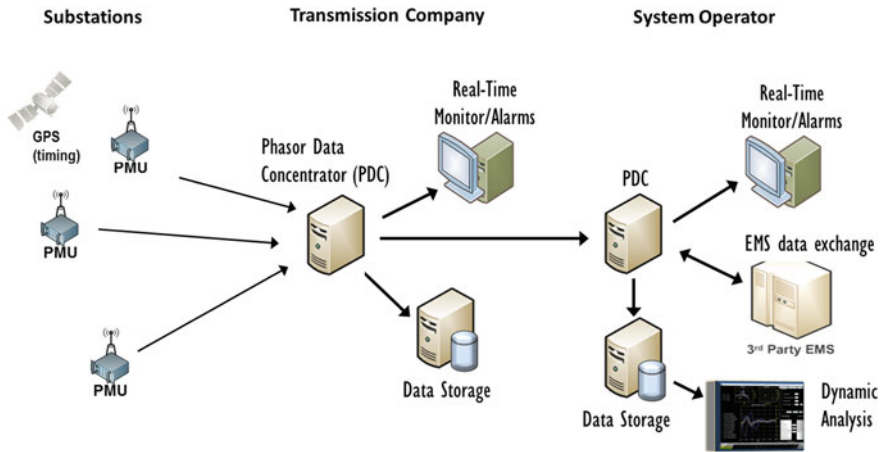 Substations
Transmission Company
System Operator
GPS
(timing)
PMU
PMU
PMU
Phasor Data
Concentrator (PDC)
Real-Time
Monitor/Alarms
Data Storage
PDC
Real-Time
Monitor/Alarms
EMS data exchange
3rd Party EMS
Data Storage
Dynamic
Analysis